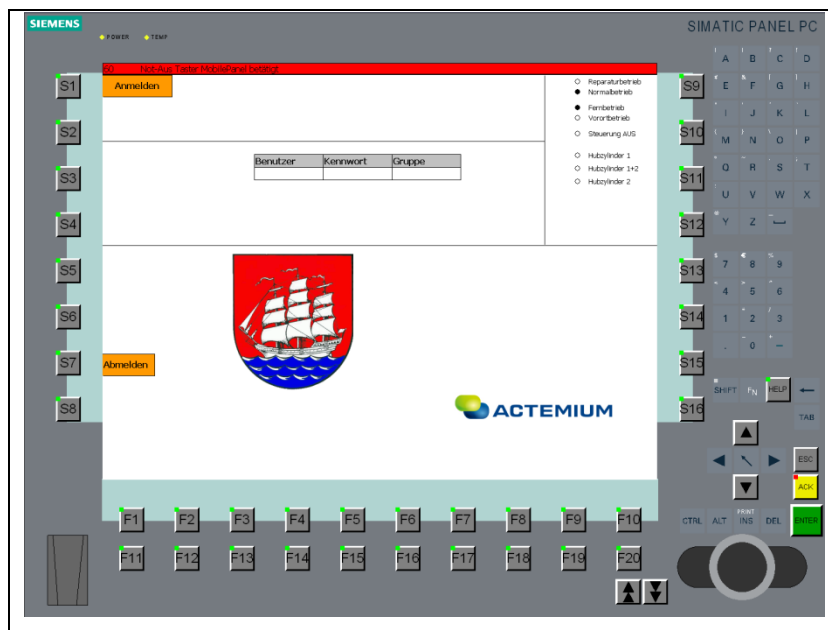 SIEMENS
SIMATIC PANEL PC
POWER TEMP
60 Not-Aus Taster MobilePanel betätigt
Anmelden
Reparaturbetrieb
Normalbetrieb
Fernbetrieb
Vorortbetrieb
Steuerung AUS
Hubzylinder 1
Hubzylinder 1+2
Hubzylinder 2
Benutzer Kennwort Gruppe
Abmelden
ACTEMIUM
S1
S2
S3
S4
S5
S6
S7
S8
S9
S10
S11
S12
S13
S14
S15
S16
A B C D
E F G H
I J K L
M N O P
Q R S T
U V W X
Y Z
7 8 9
4 5 6
1 2 3
. 0
SHIFT FN HELP
TAB
ESC
ACK
CTRL ALT PRINT INS DEL ENTER
F1 F2 F3 F4 F5 F6 F7 F8 F9 F10
F11 F12 F13 F14 F15 F16 F17 F18 F19 F20